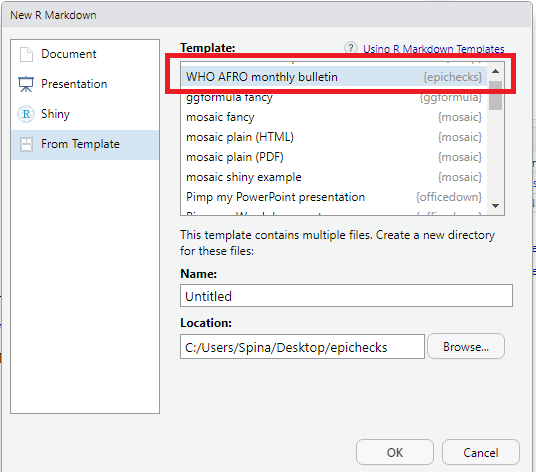 New R Markdown
Document
Presentation
Shiny
From Template
Template:
Using R Markdown Templates
WHO AFRO monthly bulletin {epichecks}
ggformula fancy {ggformula}
mosaic fancy {mosaic}
mosaic plain (HTML) {mosaic}
mosaic plain (PDF) {mosaic}
mosaic shiny example {mosaic}
Pimp my PowerPoint presentation {officedown}
This template contains multiple files. Create a new directory
for these files:
Name:
Untitled
Location:
C:/Users/Spina/Desktop/epichecks
Browse...
OK
Cancel